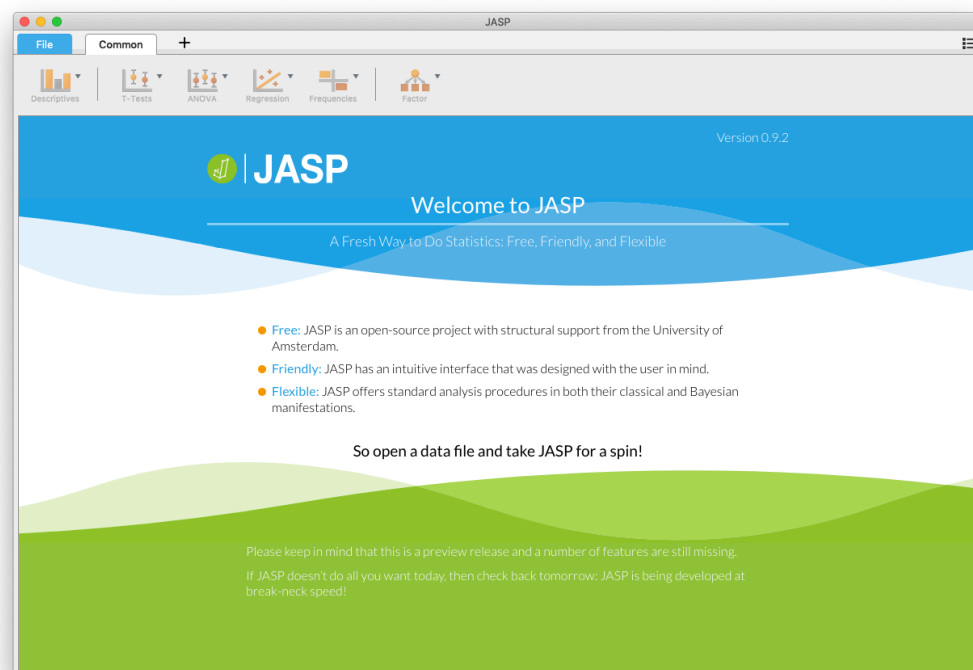 JASP
File Common +
Descriptives T-Tests ANOVA Regression Frequencies Factor
Version 0.9.2
JASP
Welcome to JASP
A Fresh Way to Do Statistics: Free, Friendly, and Flexible
Free: JASP is an open-source project with structural support from the University of
Amsterdam.
Friendly: JASP has an intuitive interface that was designed with the user in mind.
Flexible: JASP offers standard analysis procedures in both their classical and Bayesian
manifestations.
So open a data file and take JASP for a spin!
Please keep in mind that this is a preview release and a number of features are still missing.
If JASP doesn't do all you want today, then check back tomorrow: JASP is being developed at
break-neck speed!